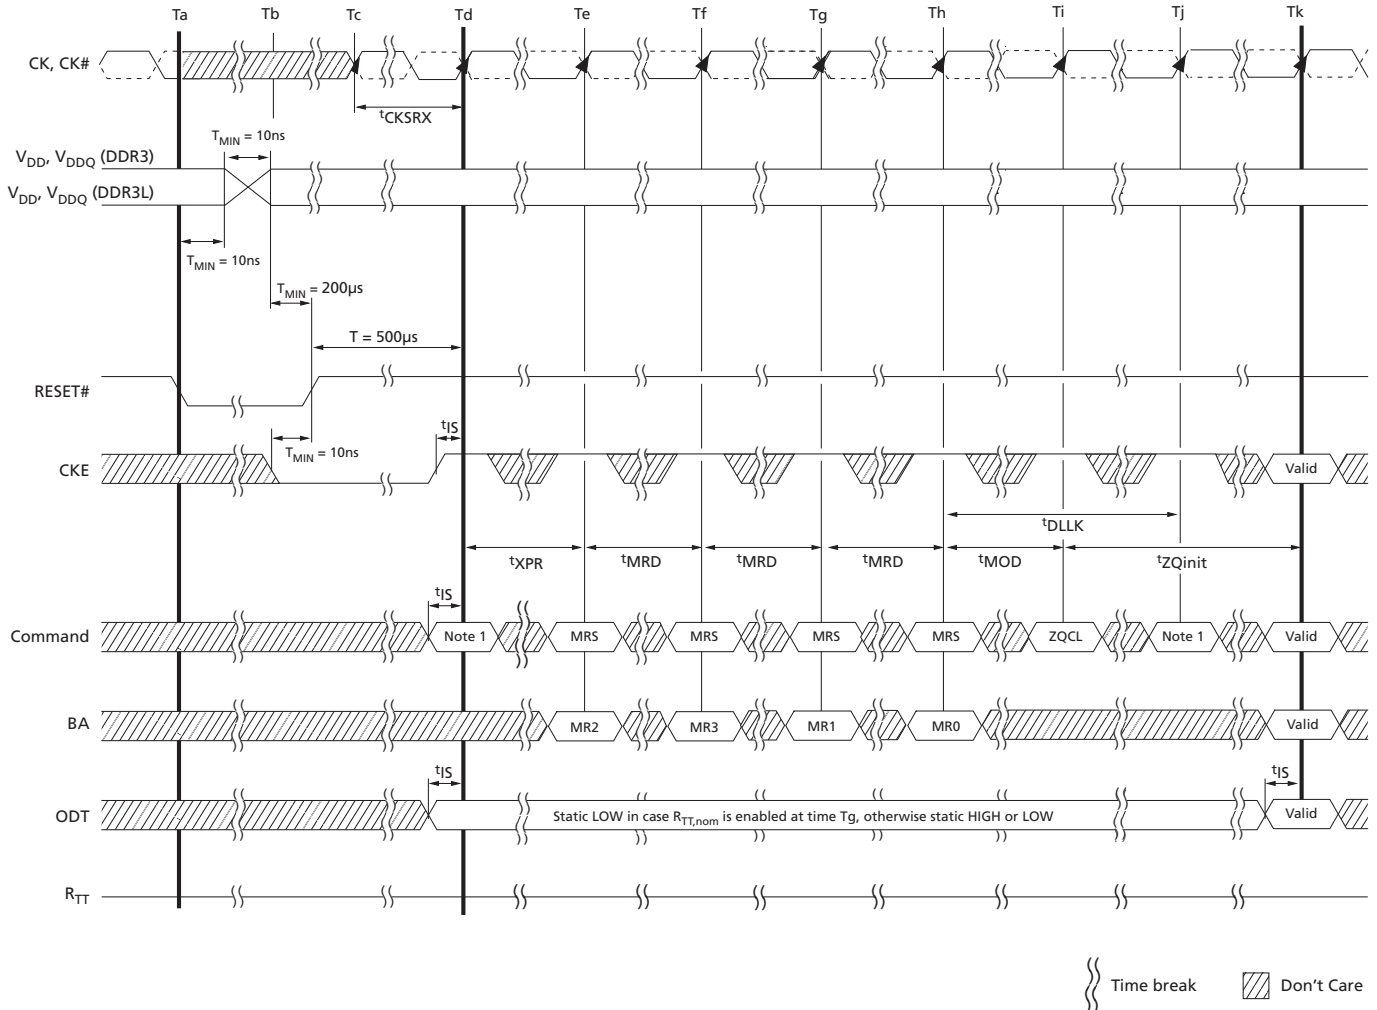 Ta Tb Tc Td Te Tf Tg Th Ti Tj Tk
CK, CK#
tCKSRX
TMIN = 10ns
VDD, VDDQ (DDR3)
VDD, VDDQ (DDR3L)
TMIN = 10ns
TMIN = 200µs
T = 500µs
RESET#
tIS
TMIN = 10ns
CKE
Valid
tDLLK
tXPR tMRD tMRD tMRD tMOD tZQinit
tIS
Command Note 1 MRS MRS MRS MRS ZQCL Note 1 Valid
BA MR2 MR3 MR1 MR0 Valid
tIS tIS
ODT Static LOW in case RTT,nom is enabled at time Tg, otherwise static HIGH or LOW Valid
RTT
Time break Don't Care